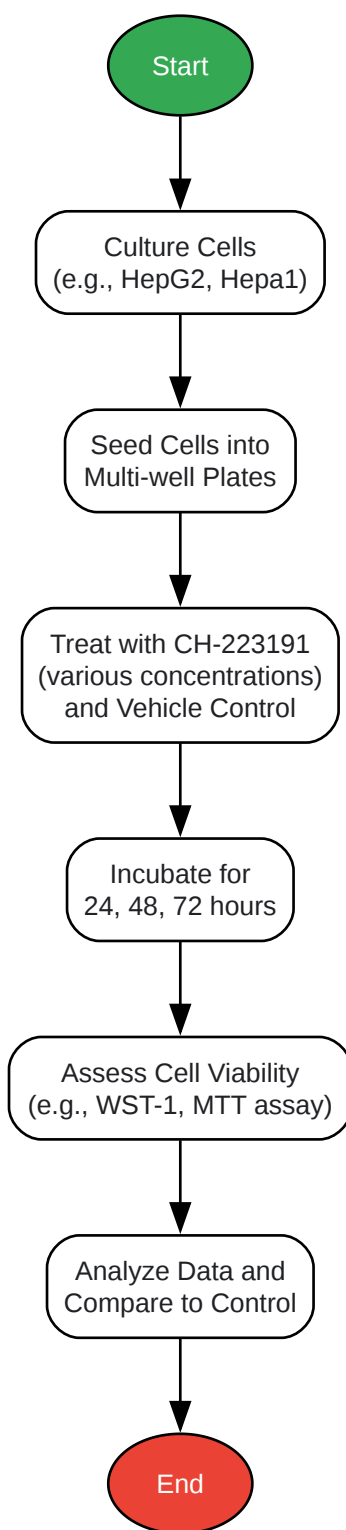 Start
Culture Cells
(e.g., HepG2, Hepa1)
Seed Cells into
Multi-well Plates
Treat with CH-223191
(various concentrations)
and Vehicle Control
Incubate for
24, 48, 72 hours
Assess Cell Viability
(e.g., WST-1, MTT assay)
Analyze Data and
Compare to Control
End